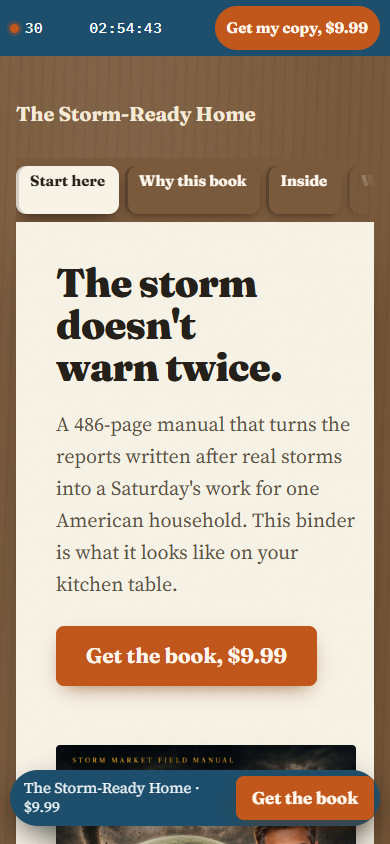 30 02:54:43 Get my copy, $9.99
The Storm-Ready Home
Start here Why this book Inside
The storm
doesn't
warn twice.
A 486-page manual that turns the
reports written after real storms
into a Saturday's work for one
American household. This binder
is what it looks like on your
kitchen table.
Get the book, $9.99
STORM MARKET FIELD MANUAL
The Storm-Ready Home ·
$9.99
Get the book